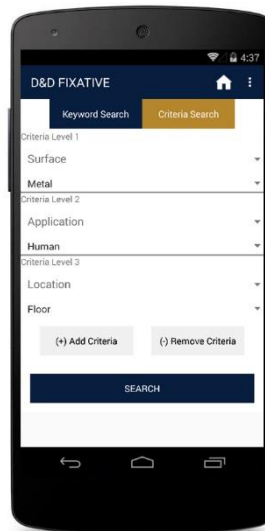 4:37
D&D FIXATIVE
Keyword Search Criteria Search
Criteria Level 1
Surface
Metal
Criteria Level 2
Application
Human
Criteria Level 3
Location
Floor
(+) Add Criteria (-) Remove Criteria
SEARCH